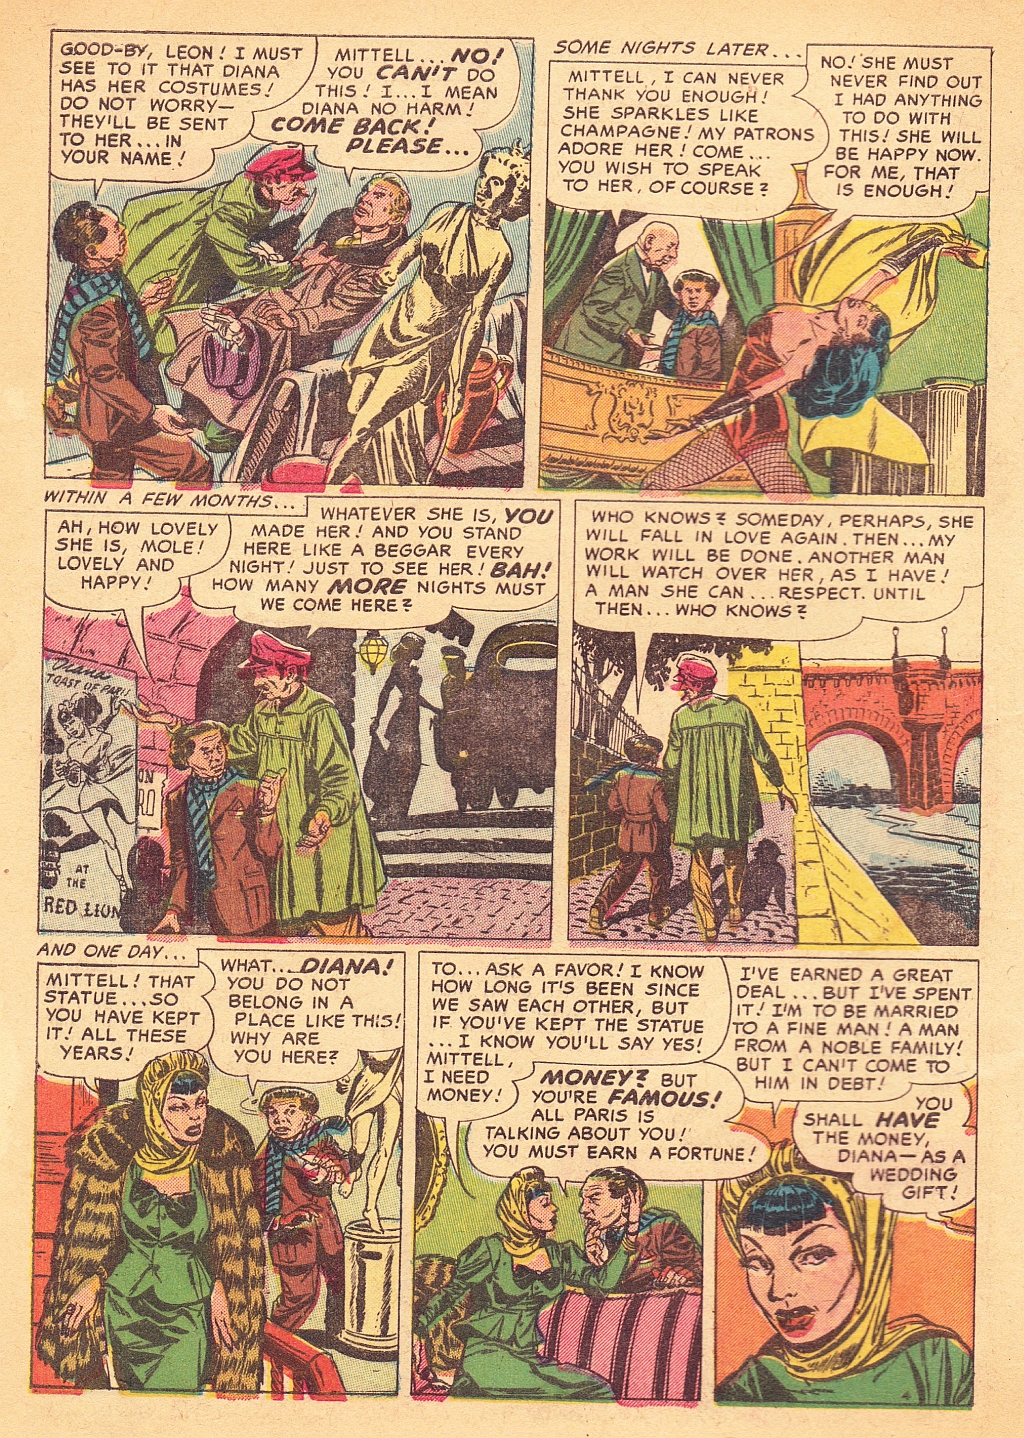 GOOD-BY, LEON! I MUST
SEE TO IT THAT DIANA
HAS HER COSTUMES!
DO NOT WORRY—
THEY'LL BE SENT
TO HER...IN
YOUR NAME!
MITTELL... NO!
YOU CAN'T DO
THIS! I...I MEAN
DIANA NO HARM!
COME BACK!
PLEASE...
SOME NIGHTS LATER...
MITTELL, I CAN NEVER
THANK YOU ENOUGH!
SHE SPARKLES LIKE
CHAMPAGNE! MY PATRONS
ADORE HER! COME...
YOU WISH TO SPEAK
TO HER, OF COURSE?
NO! SHE MUST
NEVER FIND OUT
I HAD ANYTHING
TO DO WITH
THIS! SHE WILL
BE HAPPY NOW.
FOR ME, THAT
IS ENOUGH!
WITHIN A FEW MONTHS...
AH, HOW LOVELY
SHE IS, MOLE!
LOVELY AND
HAPPY!
WHATEVER SHE IS, YOU
MADE HER! AND YOU STAND
HERE LIKE A BEGGAR EVERY
NIGHT! JUST TO SEE HER! BAH!
HOW MANY MORE NIGHTS MUST
WE COME HERE?
Diana
TOAST OF PARIS
AT
THE
RED LION
WHO KNOWS? SOMEDAY, PERHAPS, SHE
WILL FALL IN LOVE AGAIN. THEN...MY
WORK WILL BE DONE. ANOTHER MAN
WILL WATCH OVER HER, AS I HAVE!
A MAN SHE CAN...RESPECT. UNTIL
THEN...WHO KNOWS?
AND ONE DAY...
MITTELL! THAT
STATUE...SO
YOU HAVE KEPT
IT! ALL THESE
YEARS!
WHAT...DIANA!
YOU DO NOT
BELONG IN A
PLACE LIKE THIS!
WHY ARE
YOU HERE?
TO...ASK A FAVOR! I KNOW
HOW LONG IT'S BEEN SINCE
WE SAW EACH OTHER, BUT
IF YOU'VE KEPT THE STATUE
...I KNOW YOU'LL SAY YES!
MITTELL,
I NEED
MONEY!
MONEY? BUT
YOU'RE FAMOUS!
ALL PARIS IS
TALKING ABOUT YOU!
YOU MUST EARN A FORTUNE!
I'VE EARNED A GREAT
DEAL...BUT I'VE SPENT
IT! I'M TO BE MARRIED
TO A FINE MAN! A MAN
FROM A NOBLE FAMILY!
BUT I CAN'T COME TO
HIM IN DEBT!
YOU
SHALL HAVE
THE MONEY,
DIANA—AS A
WEDDING
GIFT!